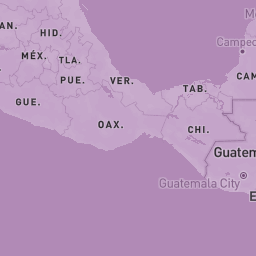 AN.
HID.
Campec
MÉX.
TLA.
PUE.
VER.
CAM
TAB.
GUE.
OAX.
CHI.
Guatem
Guatemala City
E